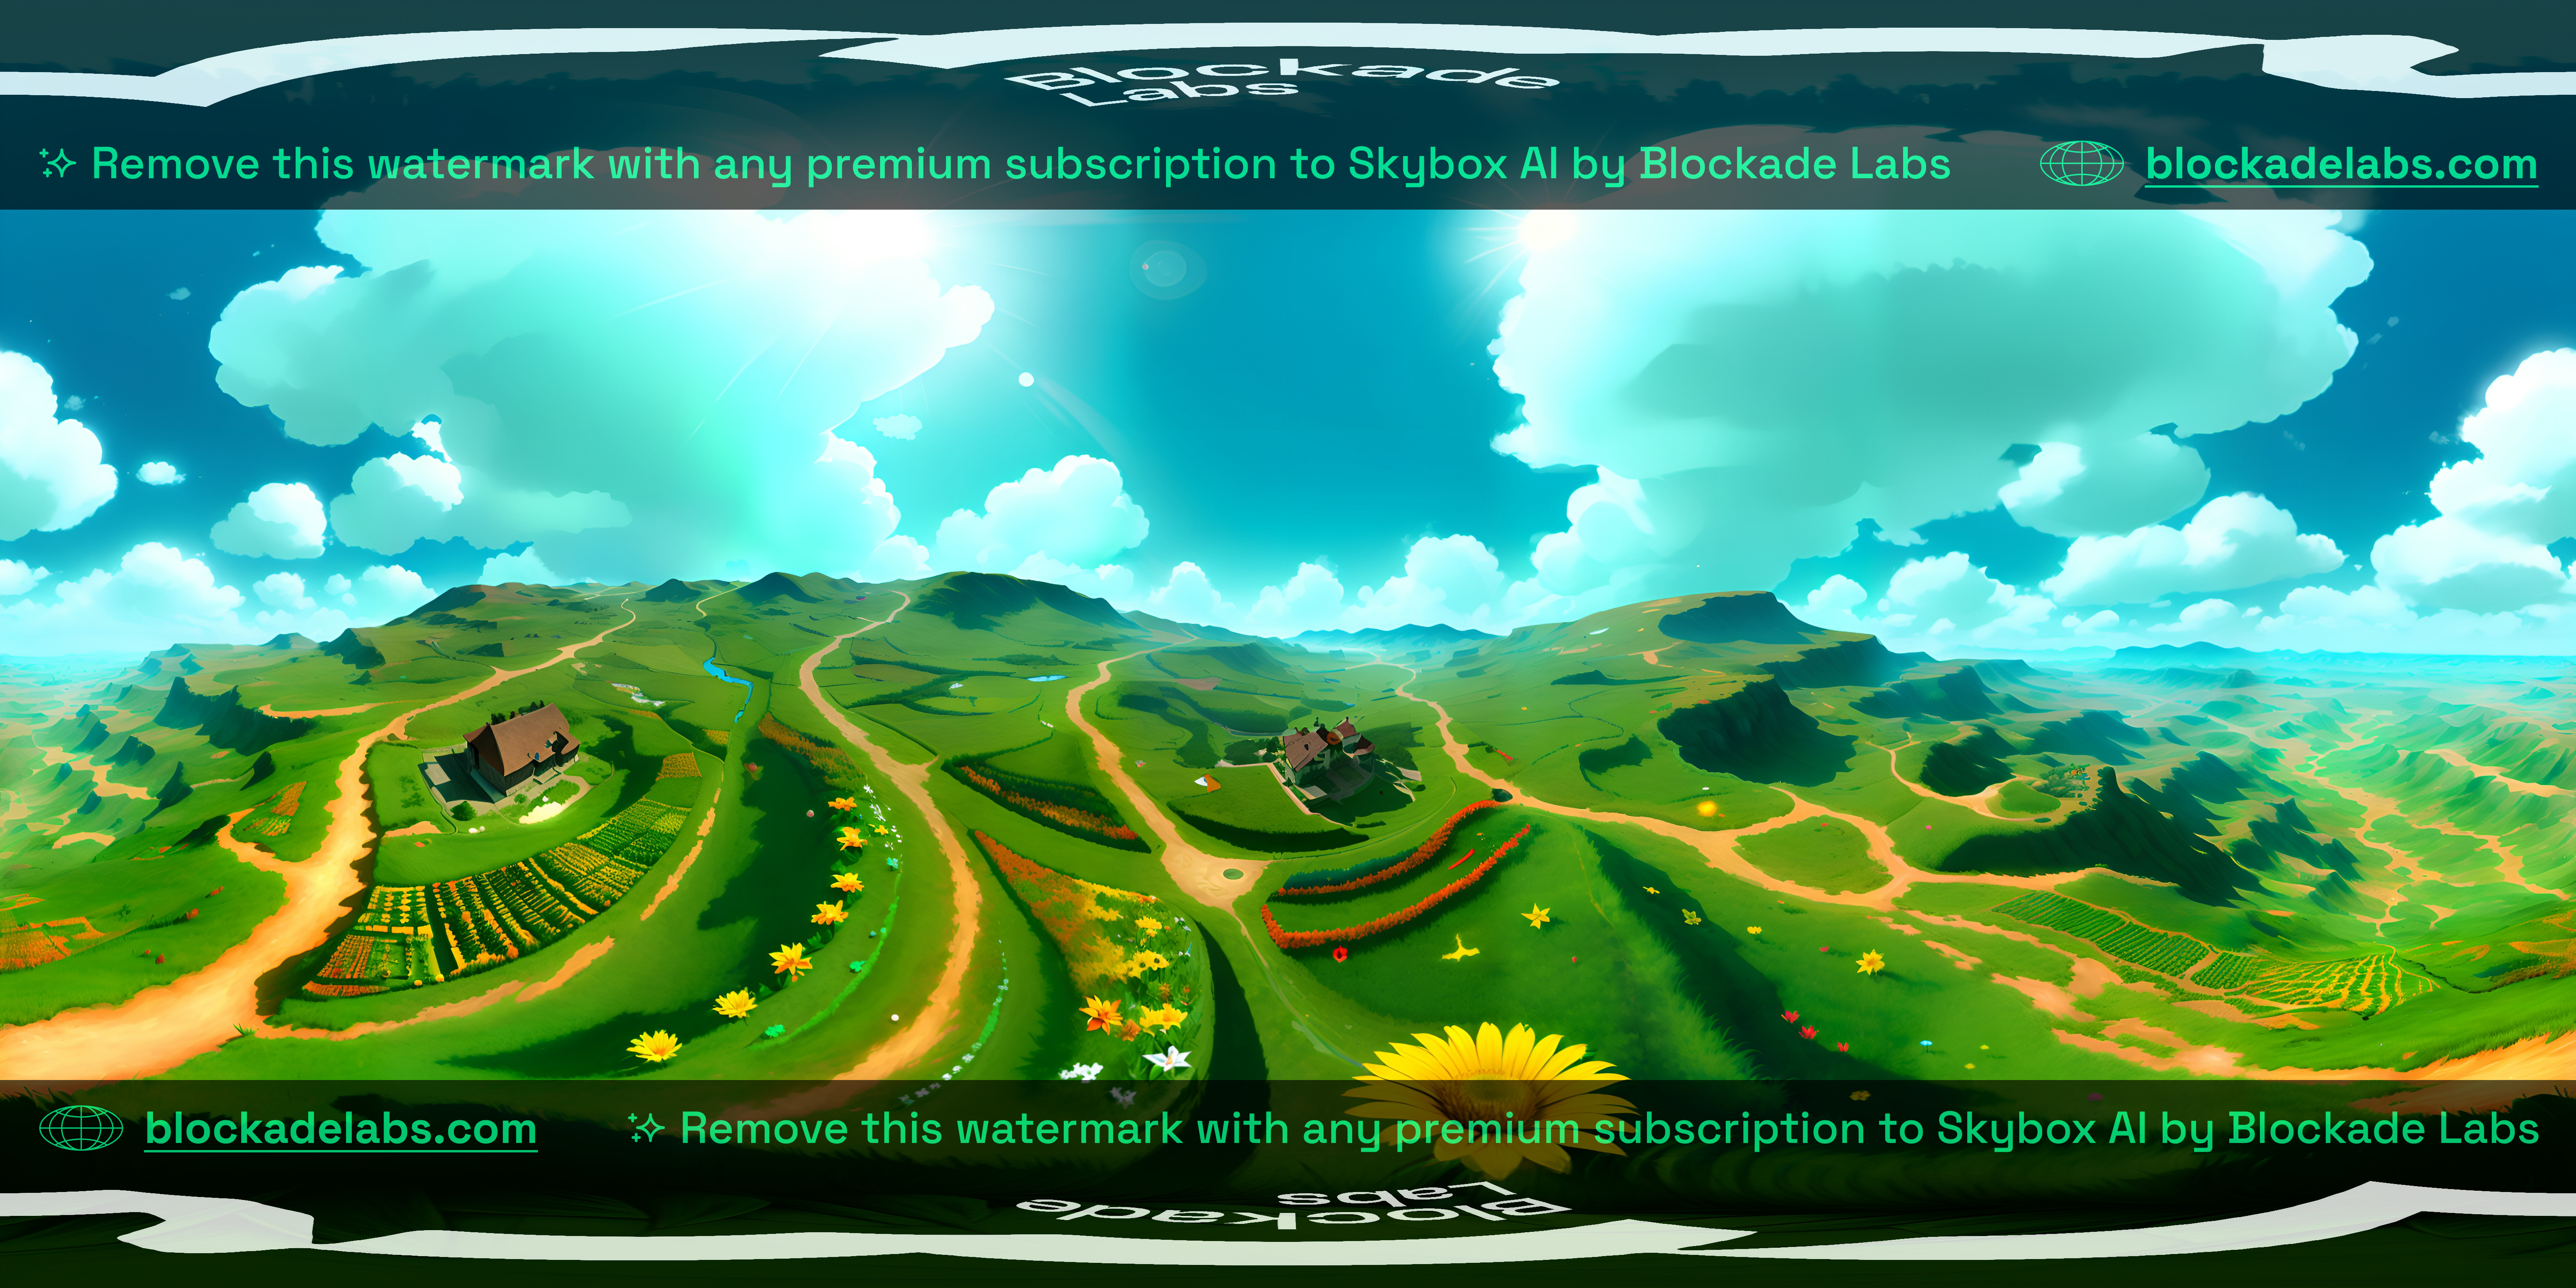 Blockade
Labs
Remove this watermark with any premium subscription to Skybox AI by Blockade Labs
blockadelabs.com
blockadelabs.com
Remove this watermark with any premium subscription to Skybox AI by Blockade Labs
Labs
Blockade